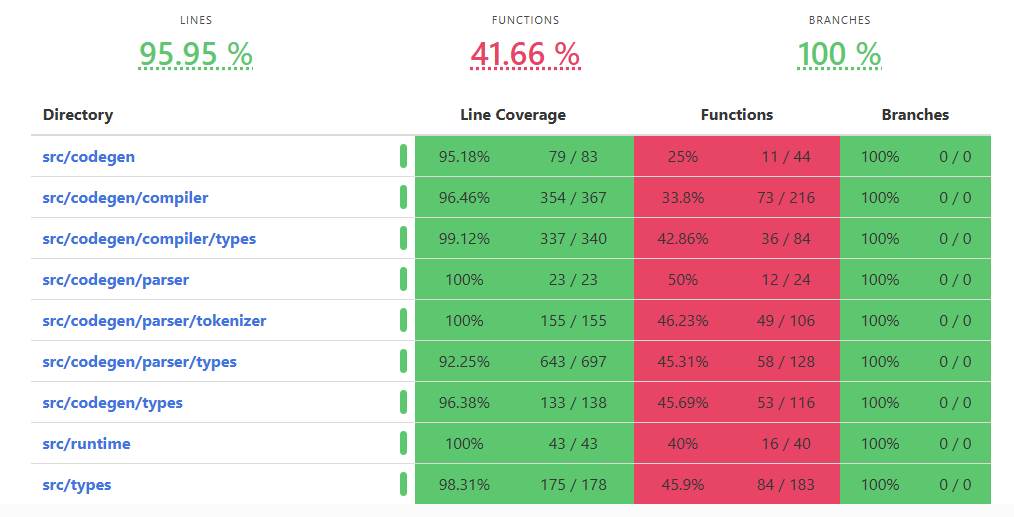 LINES FUNCTIONS BRANCHES
95.95 % 41.66 % 100 %
Directory Line Coverage Functions Branches
src/codegen 95.18% 79 / 83 25% 11 / 44 100% 0 / 0
src/codegen/compiler 96.46% 354 / 367 33.8% 73 / 216 100% 0 / 0
src/codegen/compiler/types 99.12% 337 / 340 42.86% 36 / 84 100% 0 / 0
src/codegen/parser 100% 23 / 23 50% 12 / 24 100% 0 / 0
src/codegen/parser/tokenizer 100% 155 / 155 46.23% 49 / 106 100% 0 / 0
src/codegen/parser/types 92.25% 643 / 697 45.31% 58 / 128 100% 0 / 0
src/codegen/types 96.38% 133 / 138 45.69% 53 / 116 100% 0 / 0
src/runtime 100% 43 / 43 40% 16 / 40 100% 0 / 0
src/types 98.31% 175 / 178 45.9% 84 / 183 100% 0 / 0